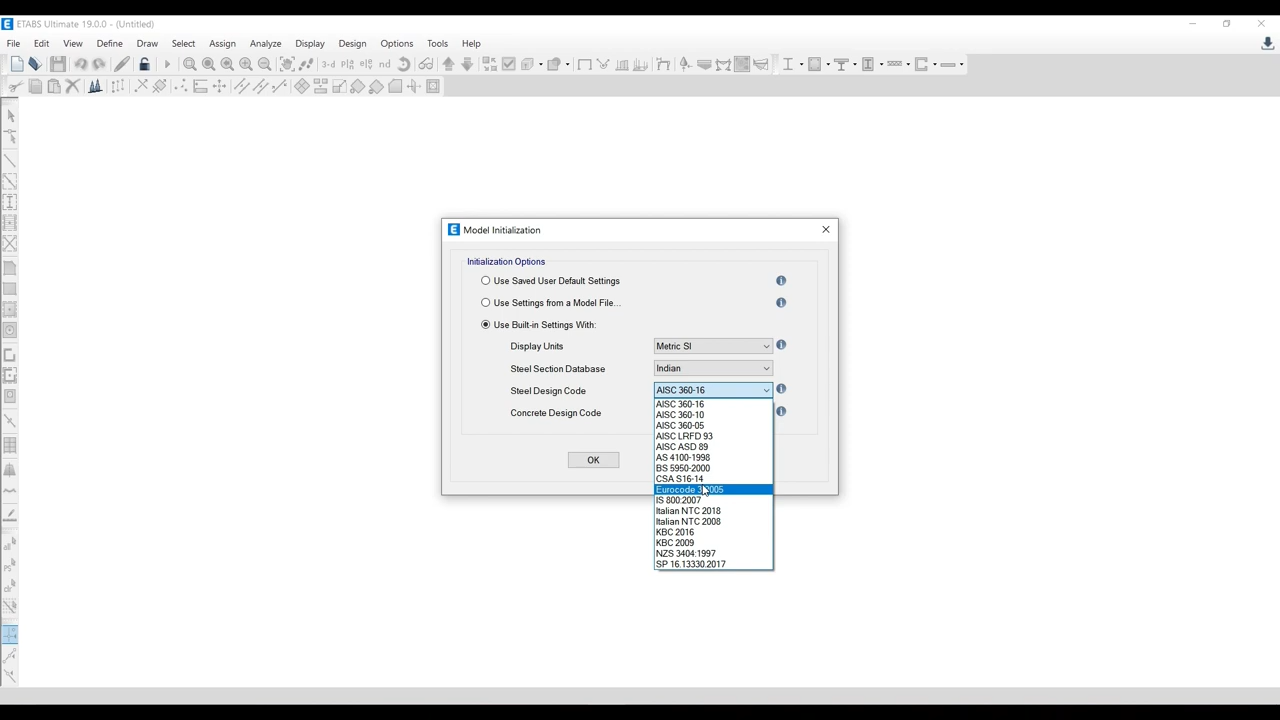 ETABS Ultimate 19.0.0 - (Untitled)
File Edit View Define Draw Select Assign Analyze Display Design Options Tools Help
3-d
nd
Model Initialization
Initialization Options
Use Saved User Default Settings
Use Settings from a Model File...
Use Built-in Settings With:
Display Units Metric SI
Steel Section Database Indian
Steel Design Code AISC 360-16
Concrete Design Code
AISC 360-16
AISC 360-10
AISC 360-05
AISC LRFD 93
AISC ASD 89
AS 4100-1998
BS 5950-2000
CSA S16-14
Eurocode
IS 800:2007
Italian NTC 2018
Italian NTC 2008
KBC 2016
KBC 2009
NZS 3404:1997
SP 16.13330.2017
OK